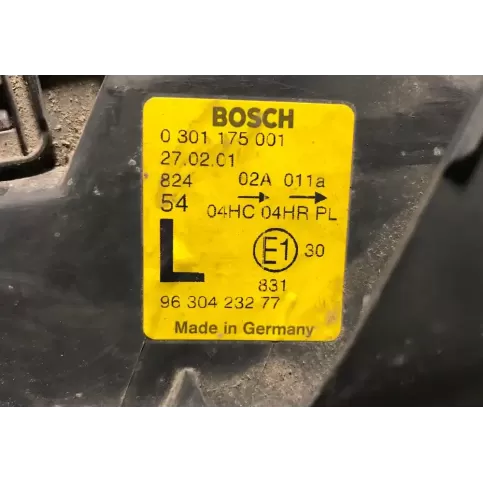 BOSCH
0 301 175 001
27.02.01
824 02A 011a
54 → → 04HC 04HR PL
L E1 30
831
96 304 232 77
Made in Germany